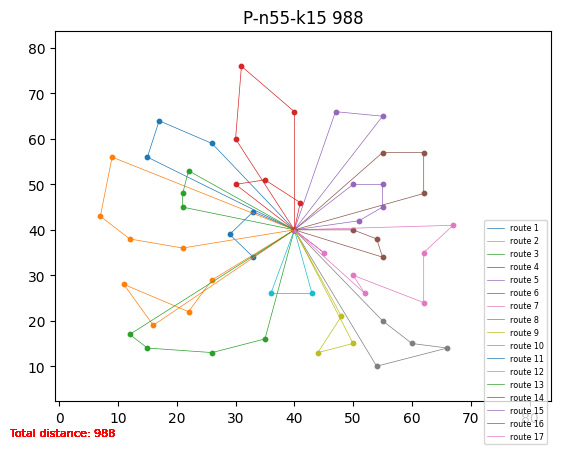 P-n55-k15 988
80
70
60
50
40
30
20
10
0 10 20 30 40 50 60 70
route 1
route 2
route 3
route 4
route 5
route 6
route 7
route 8
route 9
route 10
route 11
route 12
route 13
route 14
route 15
route 16
route 17
Total distance: